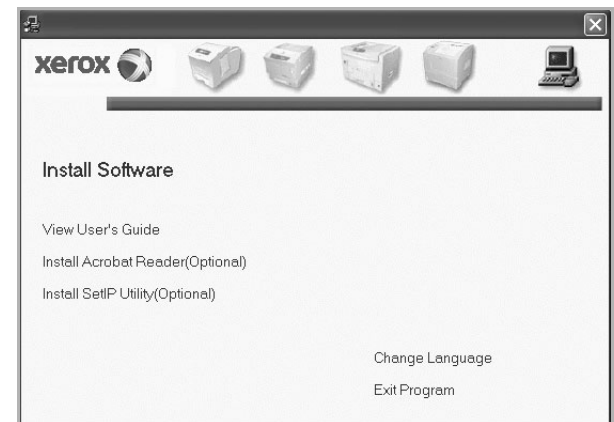 xerox
Install Software
View User's Guide
Install Acrobat Reader(Optional)
Install SetIP Utility(Optional)
Change Language
Exit Program